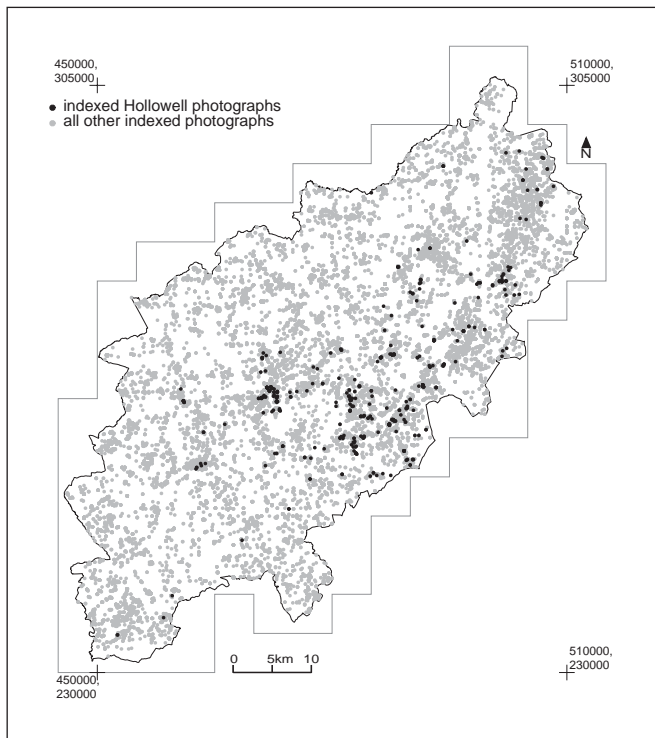 450000,
305000
510000,
305000
indexed Hollowell photographs
all other indexed photographs
N
0 5km 10
450000,
230000
510000,
230000